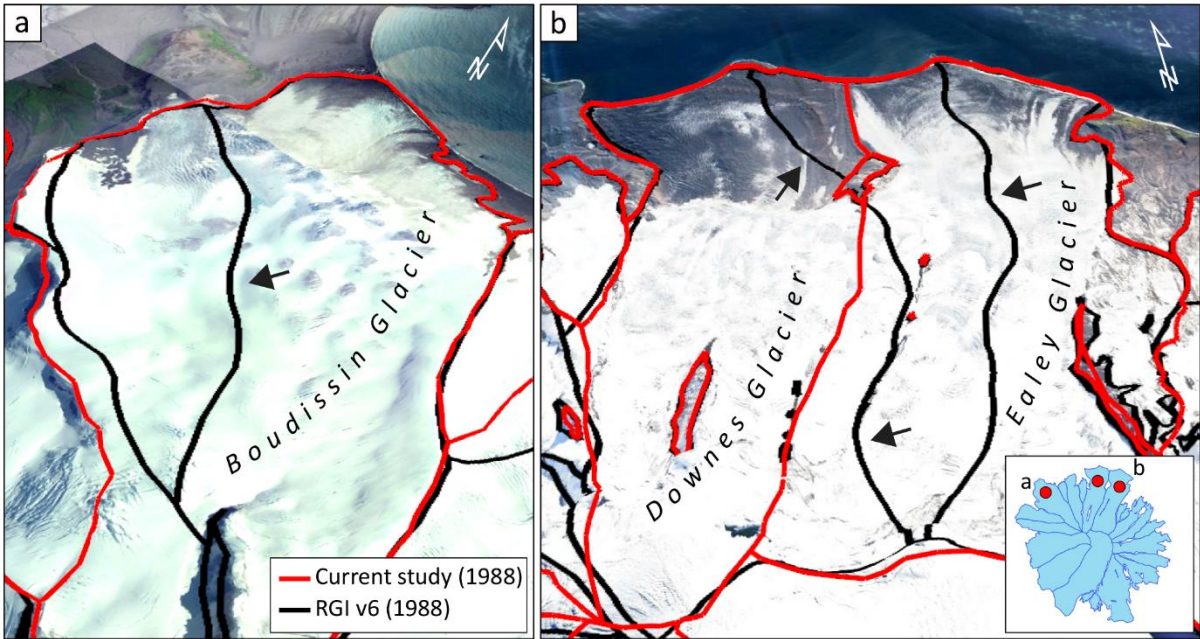 a
N
Boudissin Glacier
Current study (1988)
RGI v6 (1988)
b
N
Downes Glacier
Ealey Glacier
a
b